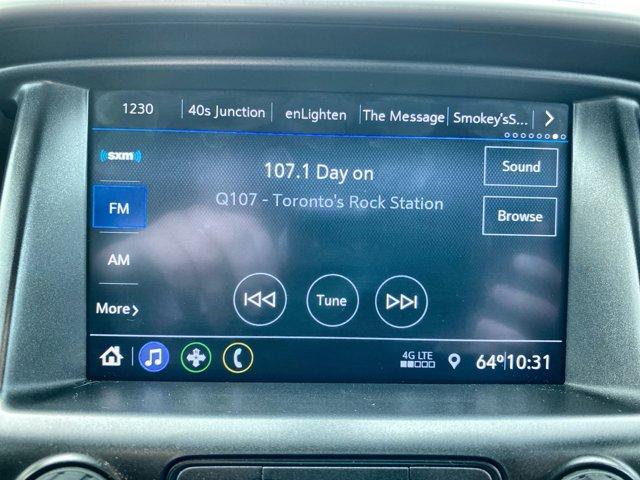 1230 40s Junction enLighten The Message Smokey'sS...
((sxm))
107.1 Day on
Sound
FM
Q107 - Toronto's Rock Station
Browse
AM
Tune
More
4G LTE
64° 10:31